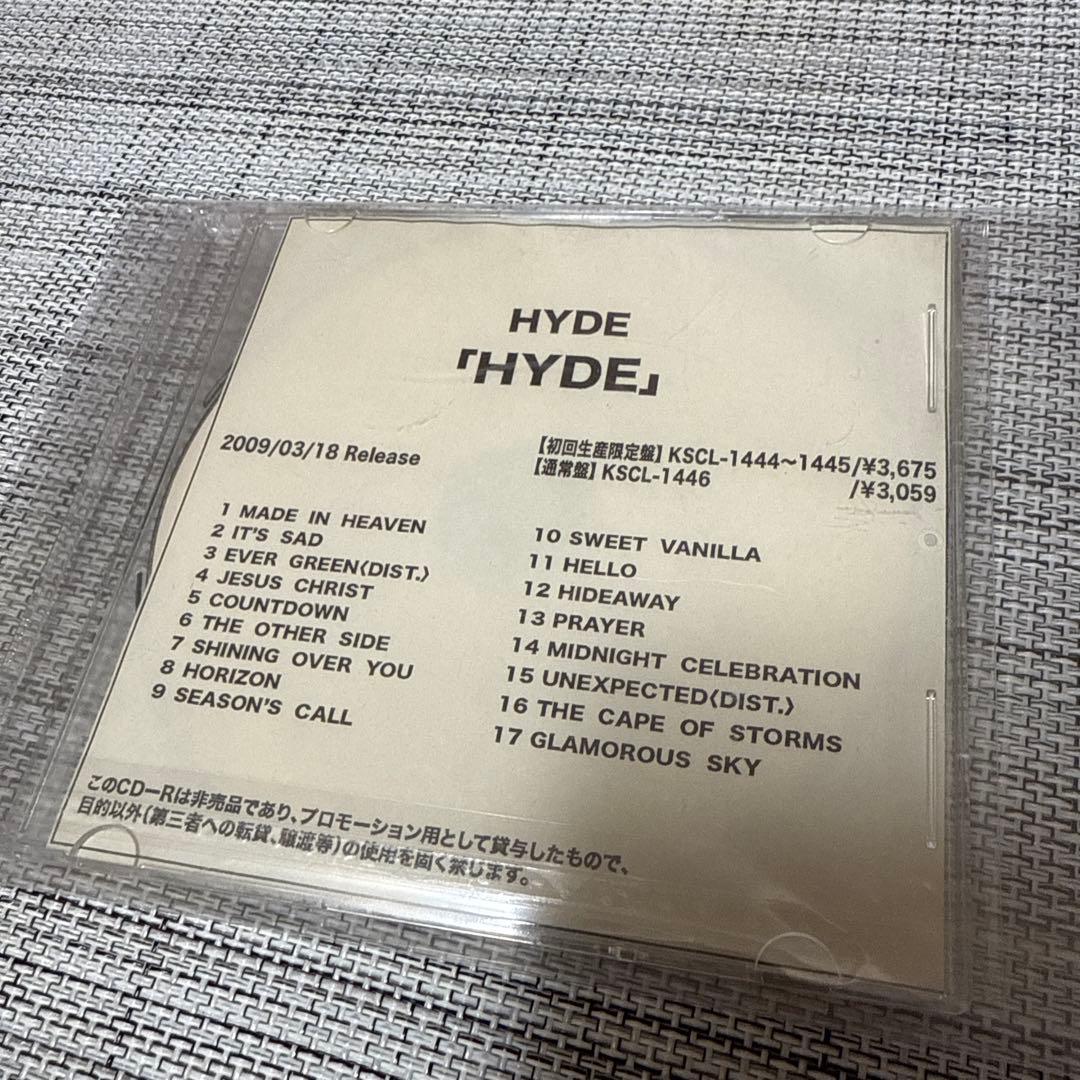 HYDE
「HYDE」
2009/03/18 Release
【初回生産限定盤】KSCL-1444～1445/¥3,675
【通常盤】KSCL-1446 /¥3,059
1 MADE IN HEAVEN
2 IT'S SAD
3 EVER GREEN〈DIST.〉
4 JESUS CHRIST
5 COUNTDOWN
6 THE OTHER SIDE
7 SHINING OVER YOU
8 HORIZON
9 SEASON'S CALL
10 SWEET VANILLA
11 HELLO
12 HIDEAWAY
13 PRAYER
14 MIDNIGHT CELEBRATION
15 UNEXPECTED〈DIST.〉
16 THE CAPE OF STORMS
17 GLAMOROUS SKY
このCD-Rは非売品であり、プロモーション用として貸与したもので、
目的以外(第三者への転貸、譲渡等)の使用を固く禁じます。